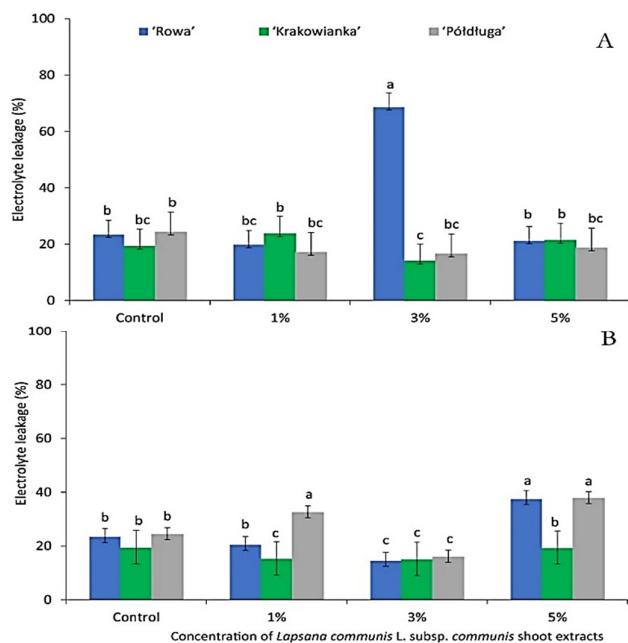 100
'Rowa' 'Krakowianka' 'Półdługa' A
80
60
40
20
0
Electrolyte leakage (%)
b bc b bc b bc a c bc b b bc
Control 1% 3% 5%
100
B
80
60
40
20
0
Electrolyte leakage (%)
b b b b c a c c c a b a
Control 1% 3% 5%
Concentration of Lapsana communis L. subsp. communis shoot extracts